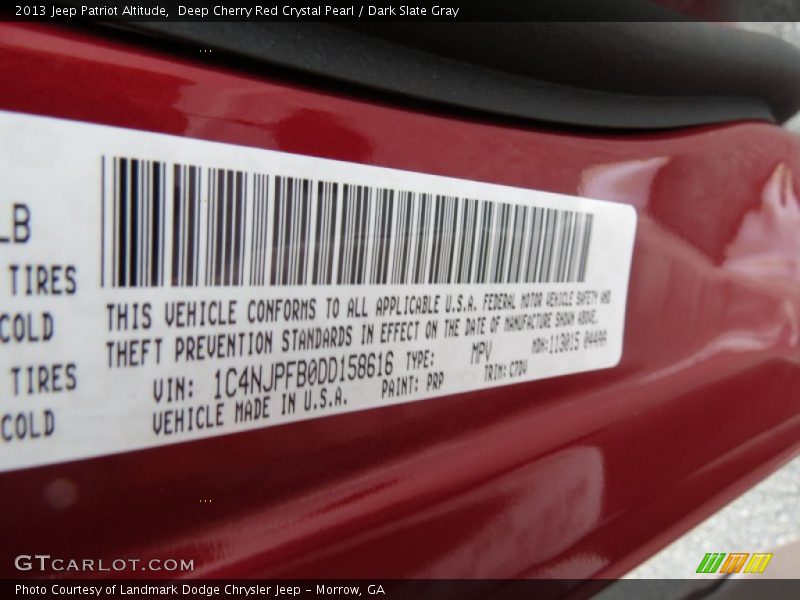 2013 Jeep Patriot Altitude,  Deep Cherry Red Crystal Pearl / Dark Slate Gray
LB
TIRES
COLD
TIRES
COLD
THIS VEHICLE CONFORMS TO ALL APPLICABLE U.S.A. FEDERAL MOTOR VEHICLE SAFETY AND
THEFT PREVENTION STANDARDS IN EFFECT ON THE DATE OF MANUFACTURE SHOWN ABOVE.
VIN: 1C4NJPFB0DD158616 TYPE: MPV MDH:113015 044AA
VEHICLE MADE IN U.S.A. PAINT: PRP TRIM:C7DV
GTCARLOT.COM
Photo Courtesy of Landmark Dodge Chrysler Jeep - Morrow, GA